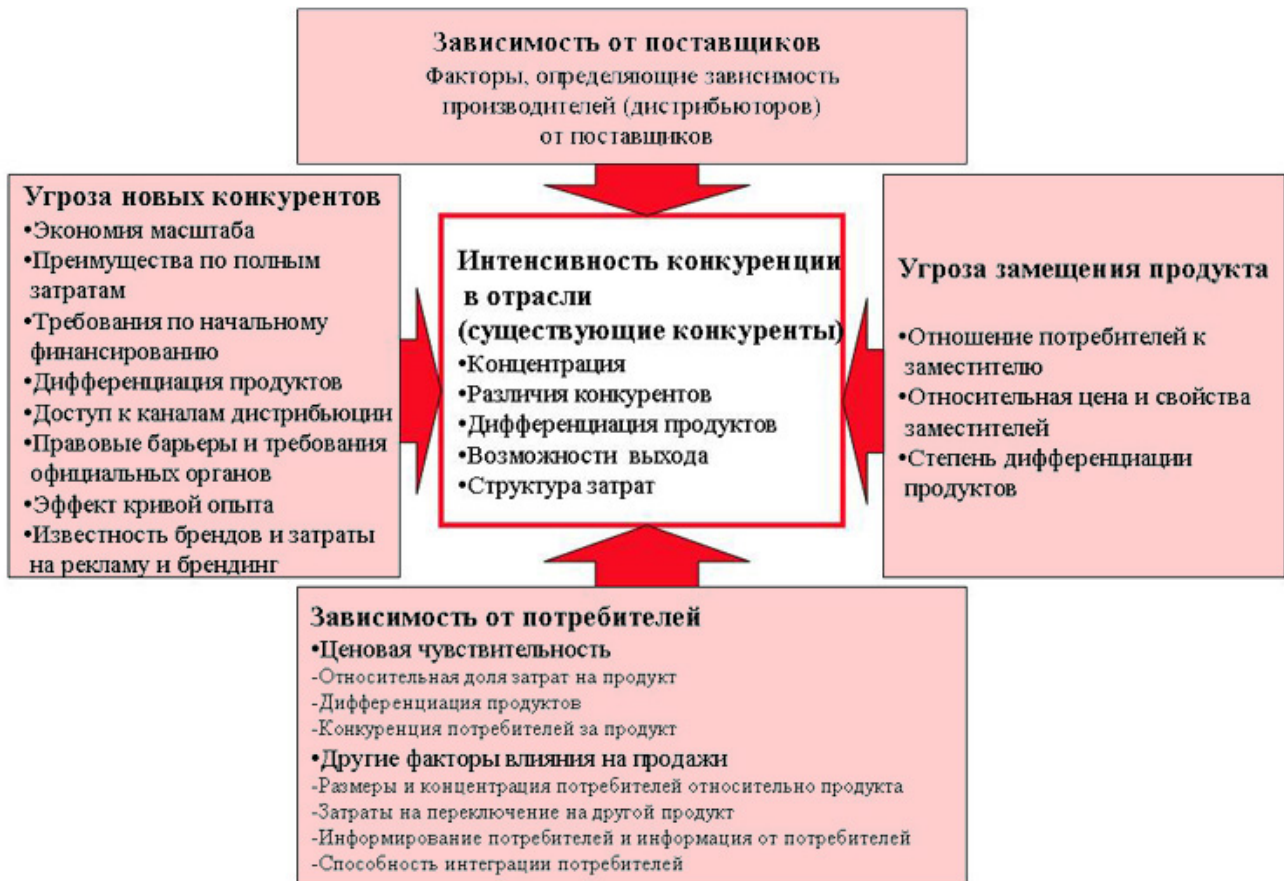 Зависимость от поставщиков
Факторы, определяющие зависимость
производителей (дистрибьюторов)
от поставщиков
Угроза новых конкурентов
•Экономия масштаба
•Преимущества по полным
затратам
•Требования по начальному
финансированию
•Дифференциация продуктов
•Доступ к каналам дистрибьюции
•Правовые барьеры и требования
официальных органов
•Эффект кривой опыта
•Известность брендов и затраты
на рекламу и брендинг
Интенсивность конкуренции
в отрасли
(существующие конкуренты)
•Концентрация
•Различия конкурентов
•Дифференциация продуктов
•Возможности выхода
•Структура затрат
Угроза замещения продукта
•Отношение потребителей к
заместителю
•Относительная цена и свойства
заместителей
•Степень дифференциации
продуктов
Зависимость от потребителей
•Ценовая чувствительность
-Относительная доля затрат на продукт
-Дифференциация продуктов
-Конкуренция потребителей за продукт
•Другие факторы влияния на продажи
-Размеры и концентрация потребителей относительно продукта
-Затраты на переключение на другой продукт
-Информирование потребителей и информация от потребителей
-Способность интеграции потребителей